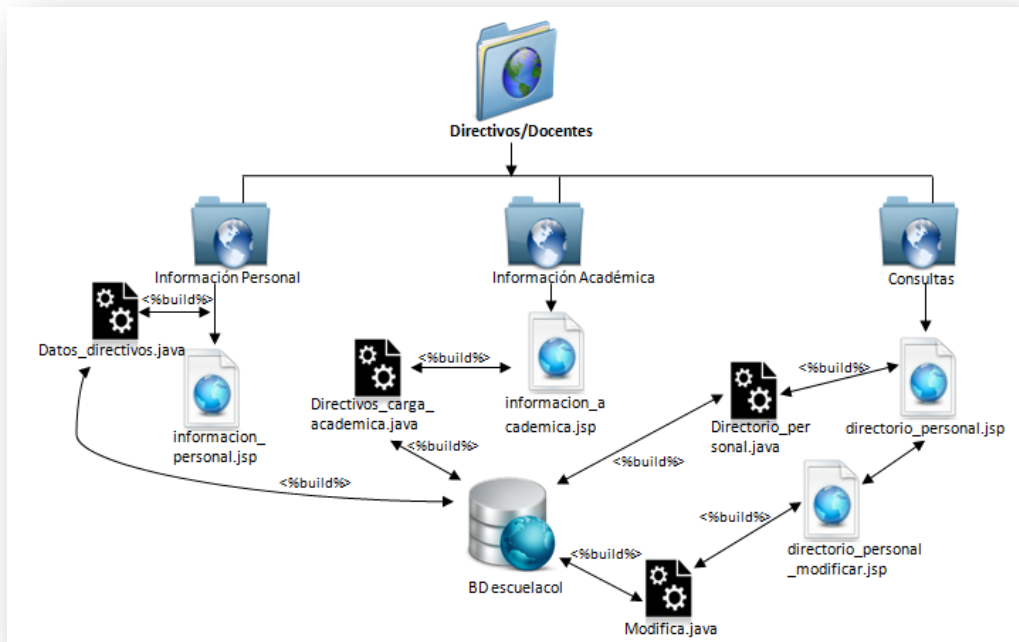 Directivos/Docentes
Información Personal
Información Académica
Consultas
<%build%>
Datos_directivos.java
informacion_
personal.jsp
<%build%>
Directivos_carga_
academica.java
informacion_a
cademica.jsp
<%build%>
Directorio_per
sonal.java
directorio_personal.jsp
<%build%>
<%build%>
<%build%>
<%build%>
<%build%>
directorio_personal
_modificar.jsp
BD escuelacol
Modifica.java